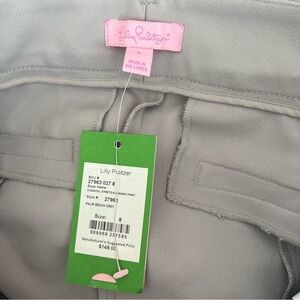 Lilly Pulitzer
MADE IN
SRI LANKA
Lilly Pulitzer
SKU #
27963 037 8
Style Name
Style #
27963
PALM BEACH GREY
Size:
8
Manufacturer's Suggested Price
$148.00